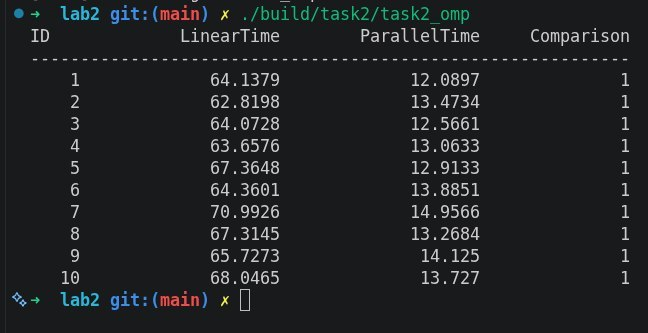 ➜ lab2 git:(main) ✗ ./build/task2/task2_omp
ID LinearTime ParallelTime Comparison
------------------------------------------------------------
1 64.1379 12.0897 1
2 62.8198 13.4734 1
3 64.0728 12.5661 1
4 63.6576 13.0633 1
5 67.3648 12.9133 1
6 64.3601 13.8851 1
7 70.9926 14.9566 1
8 67.3145 13.2684 1
9 65.7273 14.125 1
10 68.0465 13.727 1
➜ lab2 git:(main) ✗